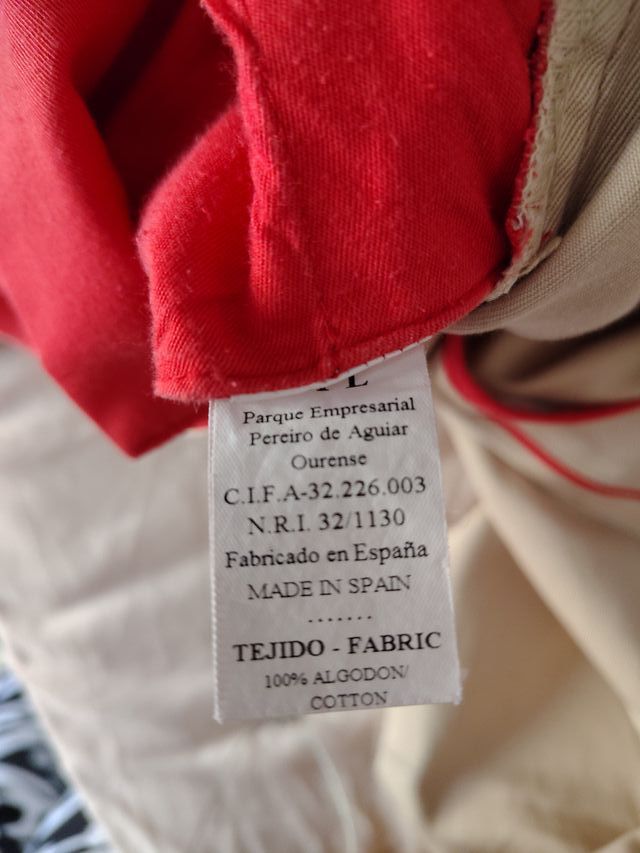 Parque Empresarial
Pereiro de Aguiar
Ourense
C.I.F.A-32.226.003
N.R.I. 32/1130
Fabricado en España
MADE IN SPAIN
.......
TEJIDO - FABRIC
100% ALGODON/
COTTON